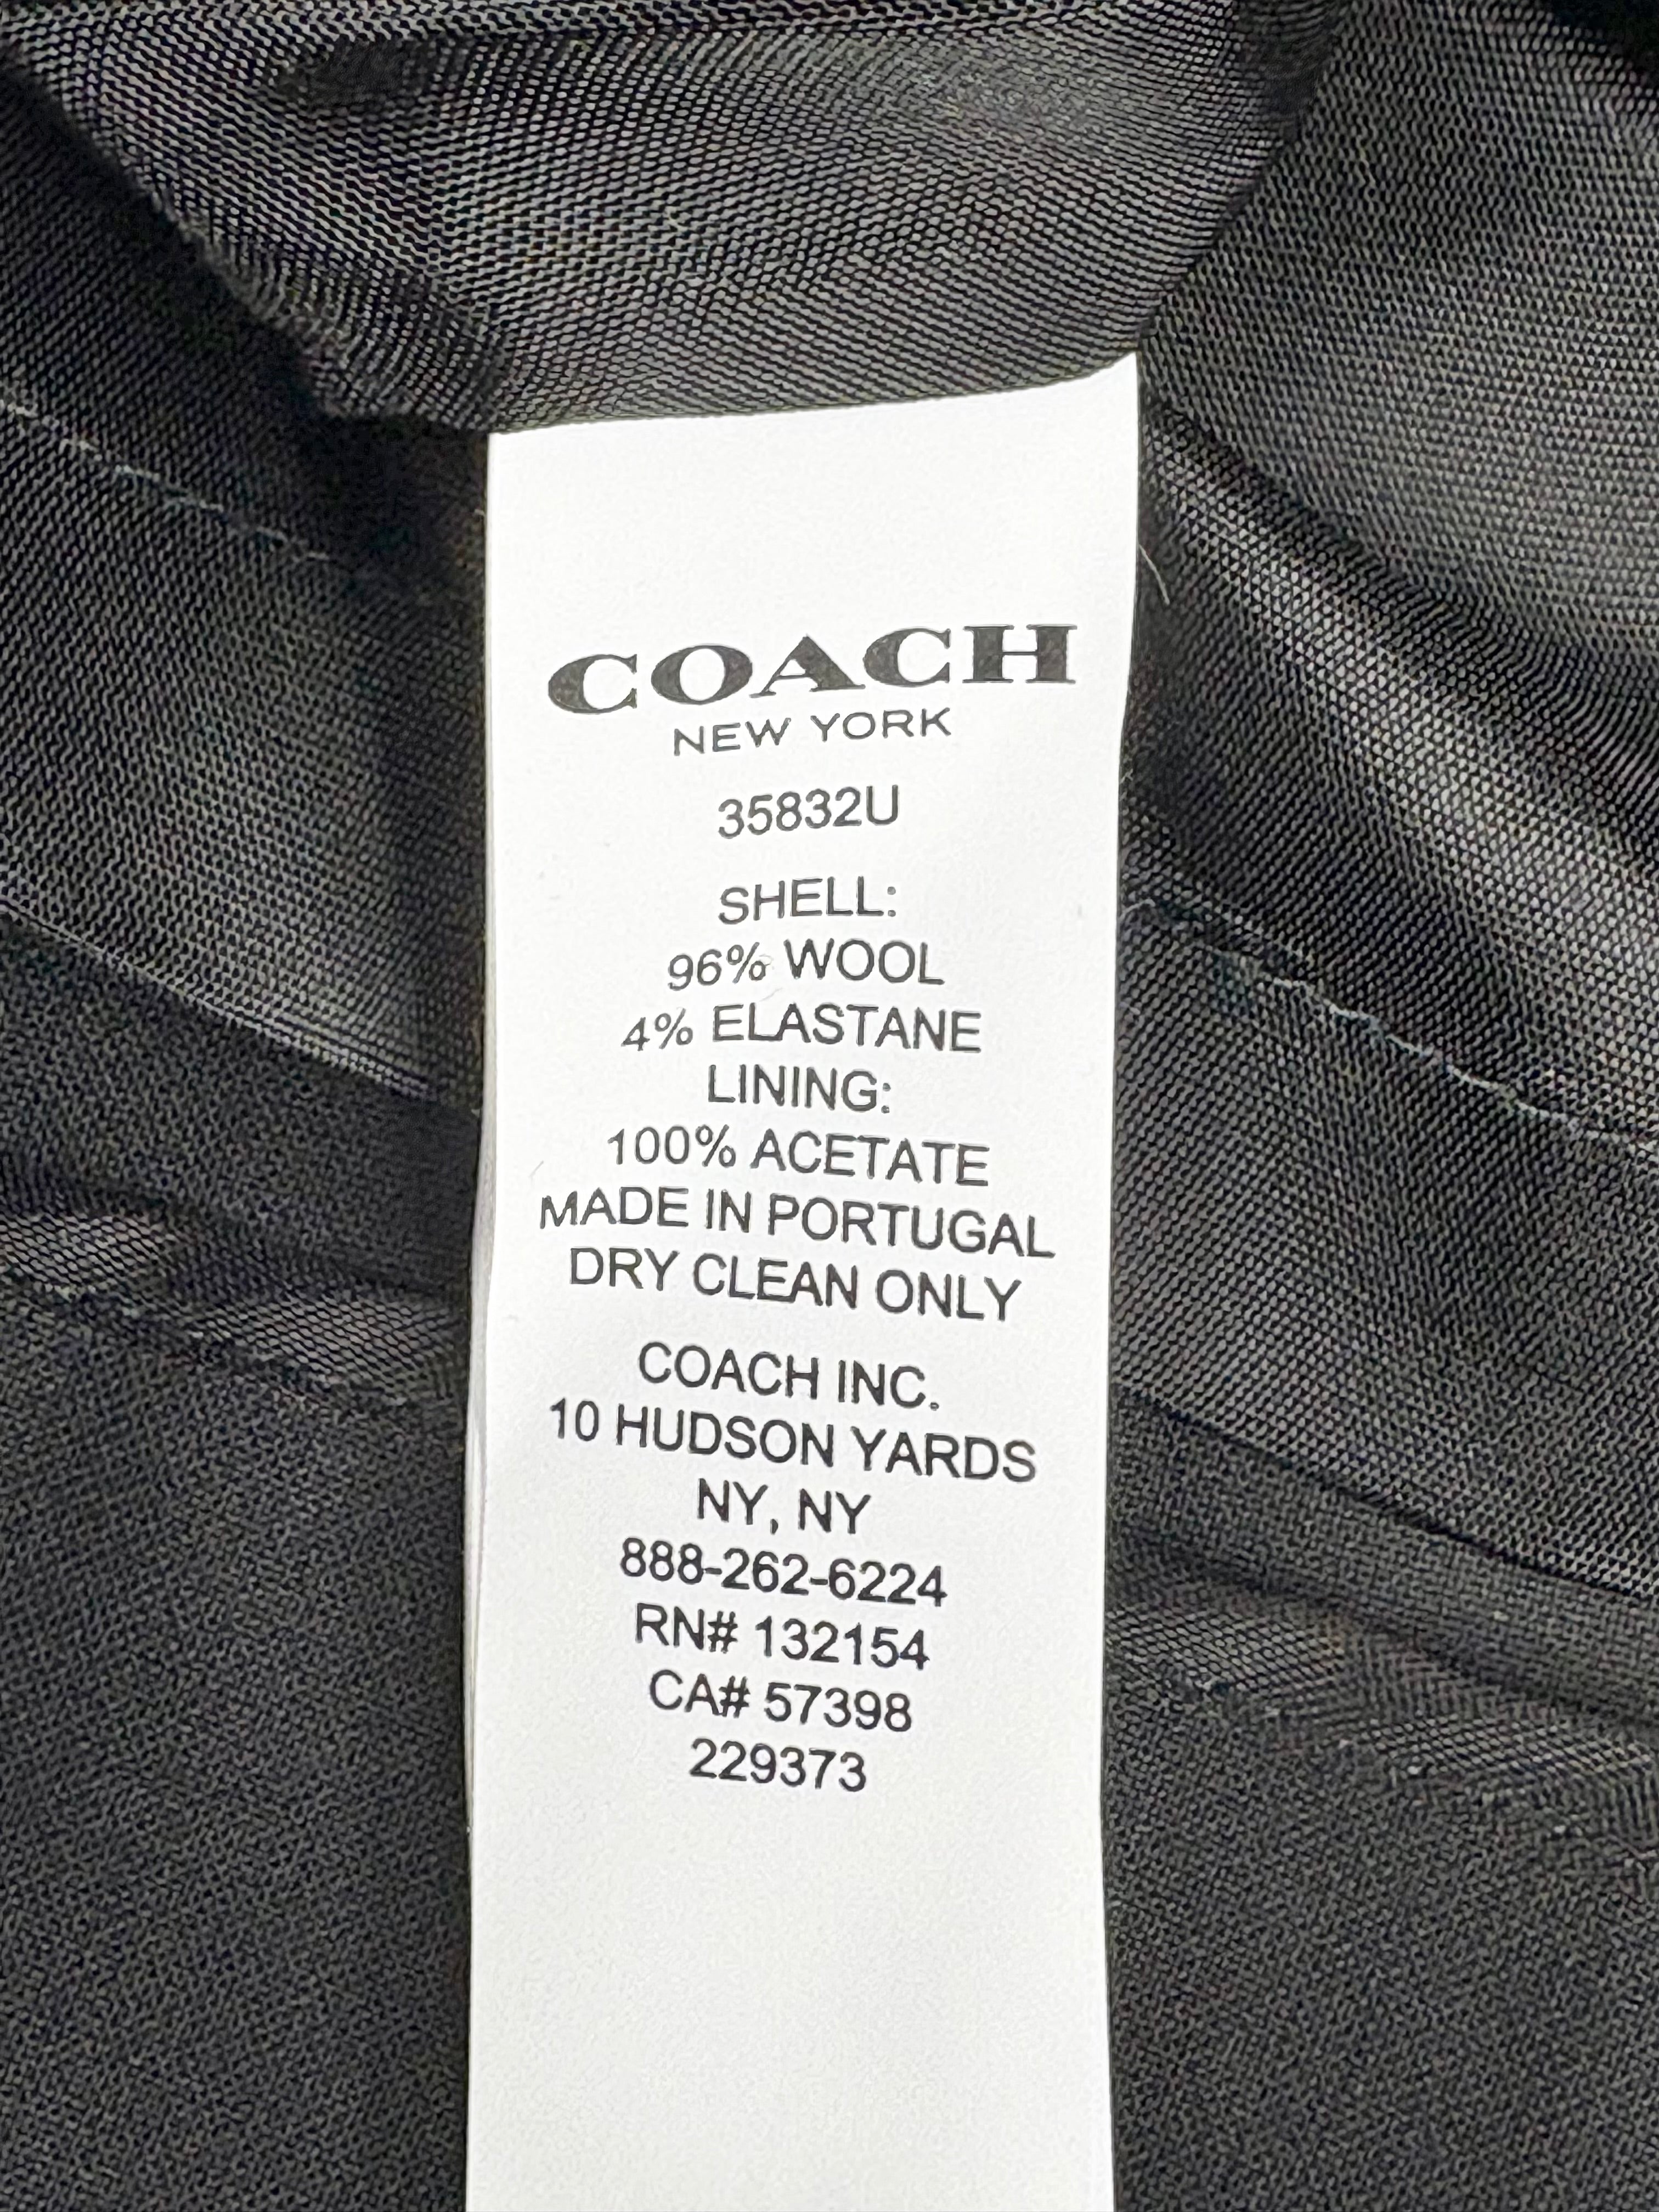 COACH
NEW YORK
35832U
SHELL:
96% WOOL
4% ELASTANE
LINING:
100% ACETATE
MADE IN PORTUGAL
DRY CLEAN ONLY
COACH INC.
10 HUDSON YARDS
NY, NY
888-262-6224
RN# 132154
CA# 57398
229373